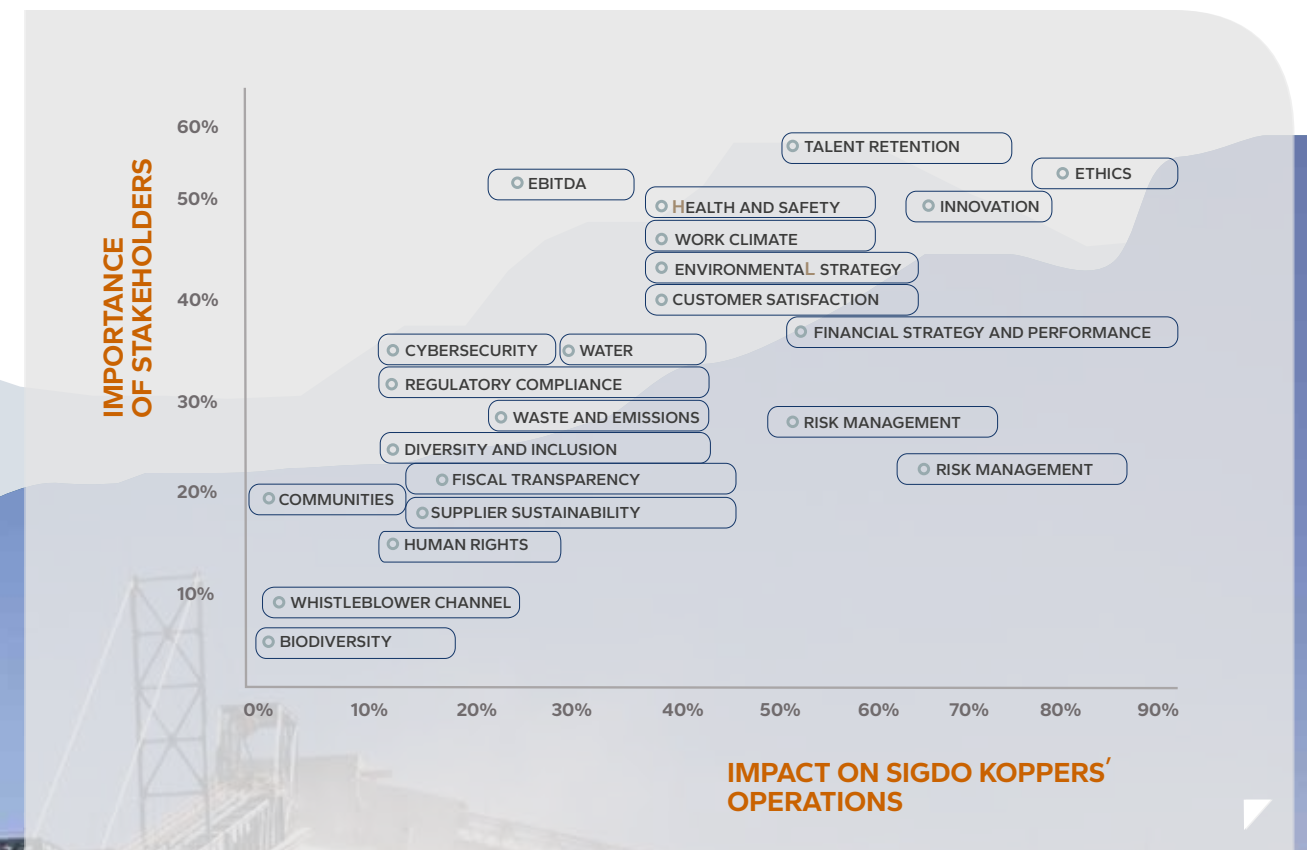 IMPORTANCE
OF STAKEHOLDERS
60%
50%
40%
30%
20%
10%
TALENT RETENTION
ETHICS
EBITDA
HEALTH AND SAFETY
INNOVATION
WORK CLIMATE
ENVIRONMENTAL STRATEGY
CUSTOMER SATISFACTION
FINANCIAL STRATEGY AND PERFORMANCE
CYBERSECURITY
WATER
REGULATORY COMPLIANCE
WASTE AND EMISSIONS
RISK MANAGEMENT
DIVERSITY AND INCLUSION
RISK MANAGEMENT
FISCAL TRANSPARENCY
COMMUNITIES
SUPPLIER SUSTAINABILITY
HUMAN RIGHTS
WHISTLEBLOWER CHANNEL
BIODIVERSITY
0% 10% 20% 30% 40% 50% 60% 70% 80% 90%
IMPACT ON SIGDO KOPPERS’
OPERATIONS